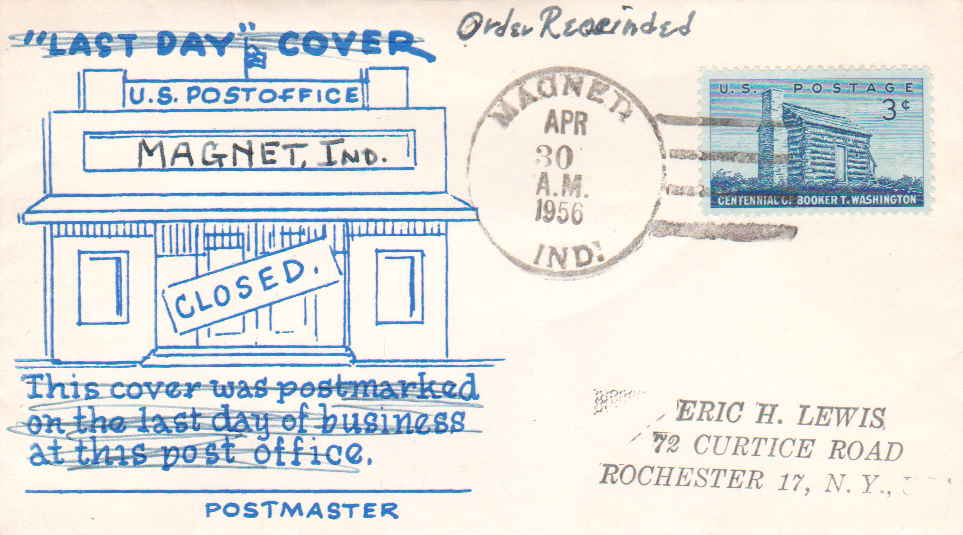 "LAST DAY" COVER
Order Rescinded
U.S. POSTOFFICE
MAGNET, IND.
CLOSED.
This cover was postmarked
on the last day of business
at this post office.
POSTMASTER
MAGNET
APR
30
A.M.
1956
IND.
U.S. POSTAGE
3¢
CENTENNIAL OF BOOKER T. WASHINGTON
ERIC H. LEWIS
72 CURTICE ROAD
ROCHESTER 17, N. Y.,